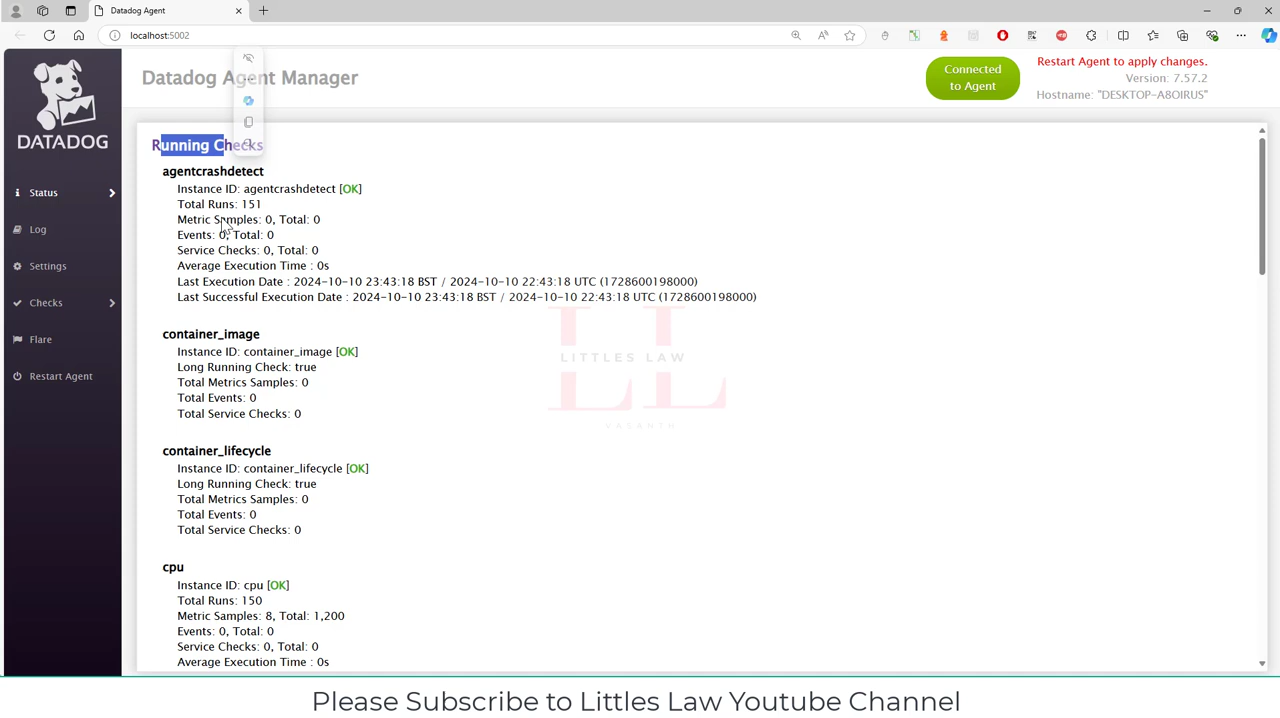 Datadog Agent
localhost:5002
DATADOG
Status
Log
Settings
Checks
Flare
Restart Agent
Datadog Agent Manager
Connected
to Agent
Restart Agent to apply changes.
Version: 7.57.2
Hostname: "DESKTOP-A8OIRUS"
Running Checks
agentcrashdetect
Instance ID: agentcrashdetect [OK]
Total Runs: 151
Metric Samples: 0, Total: 0
Events: 0, Total: 0
Service Checks: 0, Total: 0
Average Execution Time : 0s
Last Execution Date : 2024-10-10 23:43:18 BST / 2024-10-10 22:43:18 UTC (1728600198000)
Last Successful Execution Date : 2024-10-10 23:43:18 BST / 2024-10-10 22:43:18 UTC (1728600198000)
container_image
Instance ID: container_image [OK]
Long Running Check: true
Total Metrics Samples: 0
Total Events: 0
Total Service Checks: 0
container_lifecycle
Instance ID: container_lifecycle [OK]
Long Running Check: true
Total Metrics Samples: 0
Total Events: 0
Total Service Checks: 0
cpu
Instance ID: cpu [OK]
Total Runs: 150
Metric Samples: 8, Total: 1,200
Events: 0, Total: 0
Service Checks: 0, Total: 0
Average Execution Time : 0s
LITTLES LAW
VASANTH
Please Subscribe to Littles Law Youtube Channel